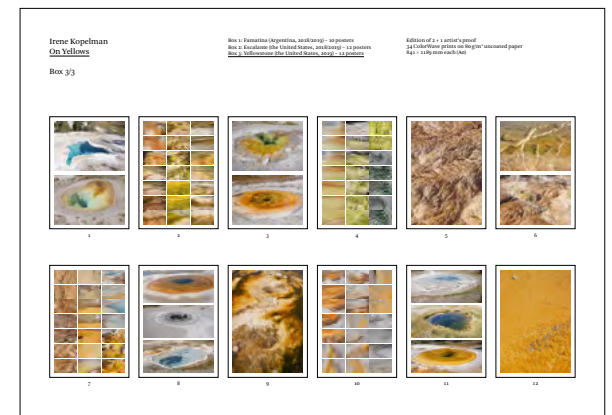 Irene Kopelman
On Yellows
Box 3/3
Box 1: Famatina (Argentina, 2018/2019) – 10 posters
Box 2: Escalante (the United States, 2018/2019) – 12 posters
Box 3: Yellowstone (the United States, 2019) – 12 posters
Edition of 2 + 1 artist's proof
34 ColorWave prints on 80 g/m² uncoated paper
841 × 1189 mm each (A0)
1
2
3
4
5
6
7
8
9
10
11
12